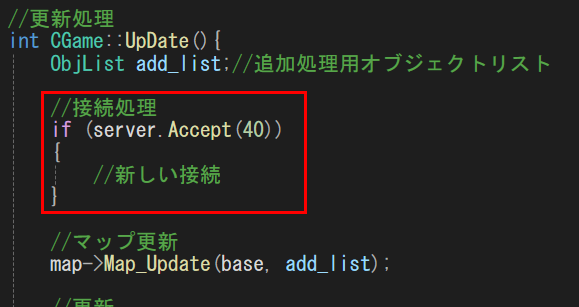 //更新処理
int CGame::UpDate(){
ObjList add_list;//追加処理用オブジェクトリスト
//接続処理
if (server.Accept(40))
{
//新しい接続
}
//マップ更新
map->Map_Update(base, add_list);
//更新